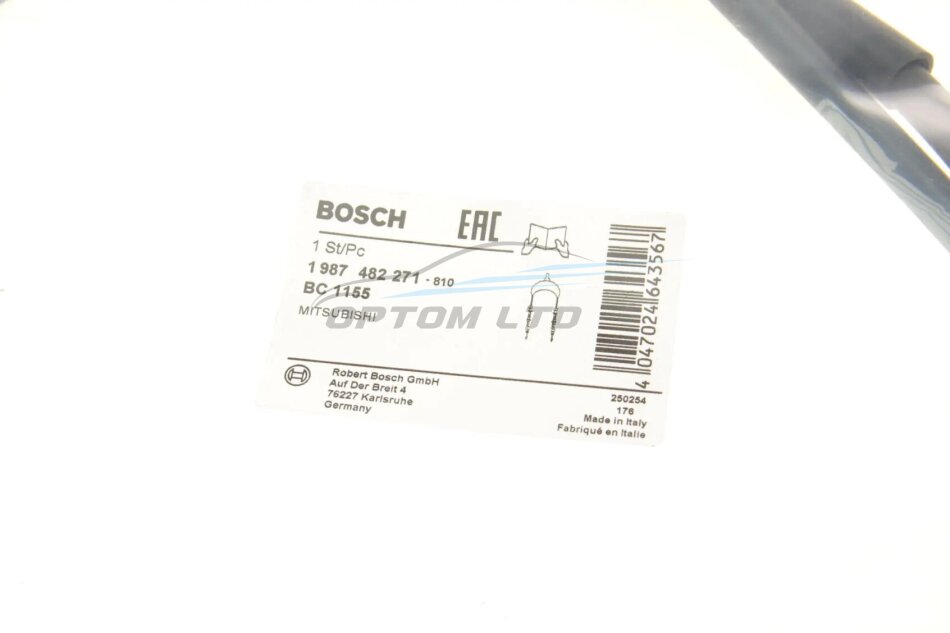 BOSCH
EAC
1 St/Pc
1 987 482 271 - 810
BC 1155
MITSUBISHI
OPTOM LTD
4 047024 643567
Robert Bosch GmbH
Auf Der Breit 4
76227 Karlsruhe
Germany
250254
176
Made in Italy
Fabriqué en Italie